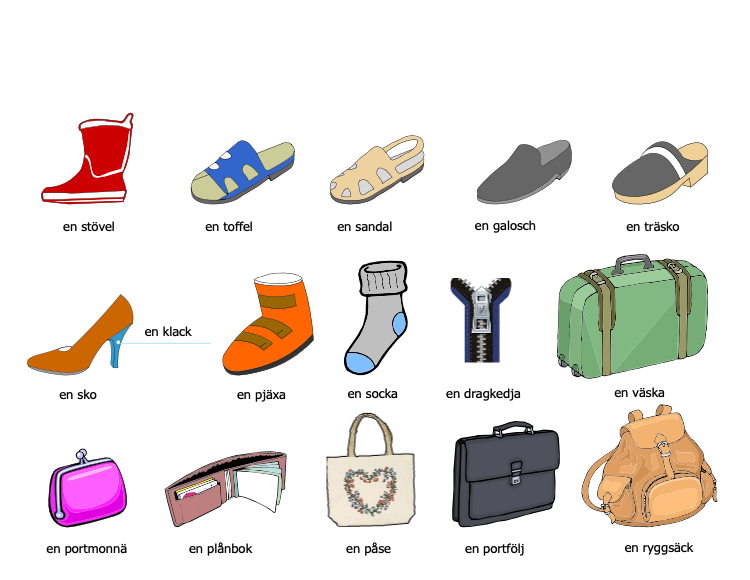 en stövel
en toffel
en sandal
en galosch
en träsko
en klack
en sko
en pjäxa
en socka
en dragkedja
en väska
en portmonnä
en plånbok
en påse
en portfölj
en ryggsäck